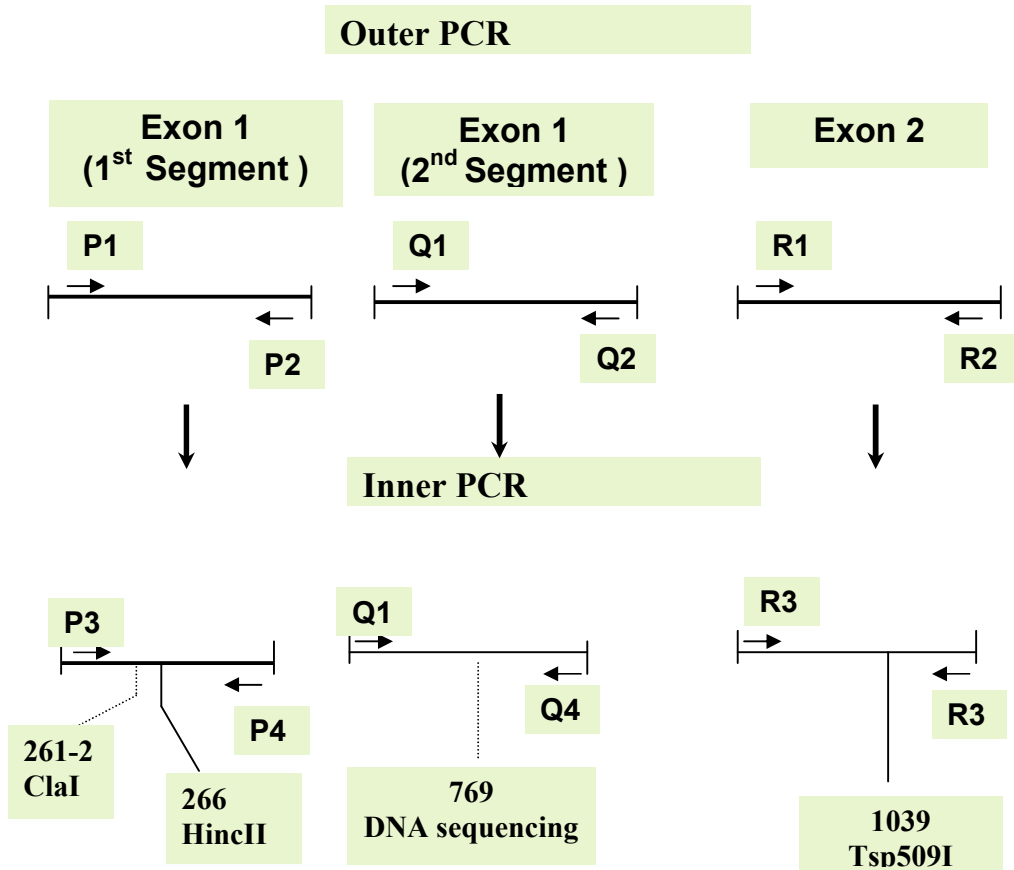 Outer PCR
Exon 1
(1st Segment )
Exon 1
(2nd Segment )
Exon 2
P1
Q1
R1
P2
Q2
R2
Inner PCR
P3
Q1
R3
P4
Q4
R3
261-2
ClaI
266
HincII
769
DNA sequencing
1039
Tsp509I